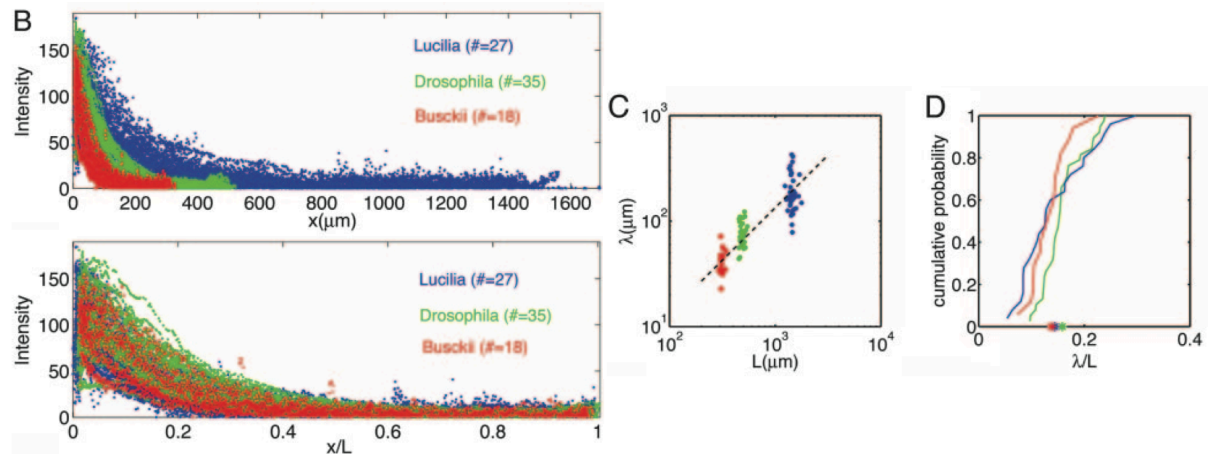 B
Intensity
150
100
50
0
Lucilia (#=27)
Drosophila (#=35)
Busckii (#=18)
0 200 400 600 800 1000 1200 1400 1600
x(μm)
Intensity
150
100
50
0
Lucilia (#=27)
Drosophila (#=35)
Busckii (#=18)
0 0.2 0.4 0.6 0.8 1
x/L
C
λ(μm)
10³
10²
10¹
10² 10³ 10⁴
L(μm)
D
cumulative probability
1
0.8
0.6
0.4
0.2
0
0 0.2 0.4
λ/L